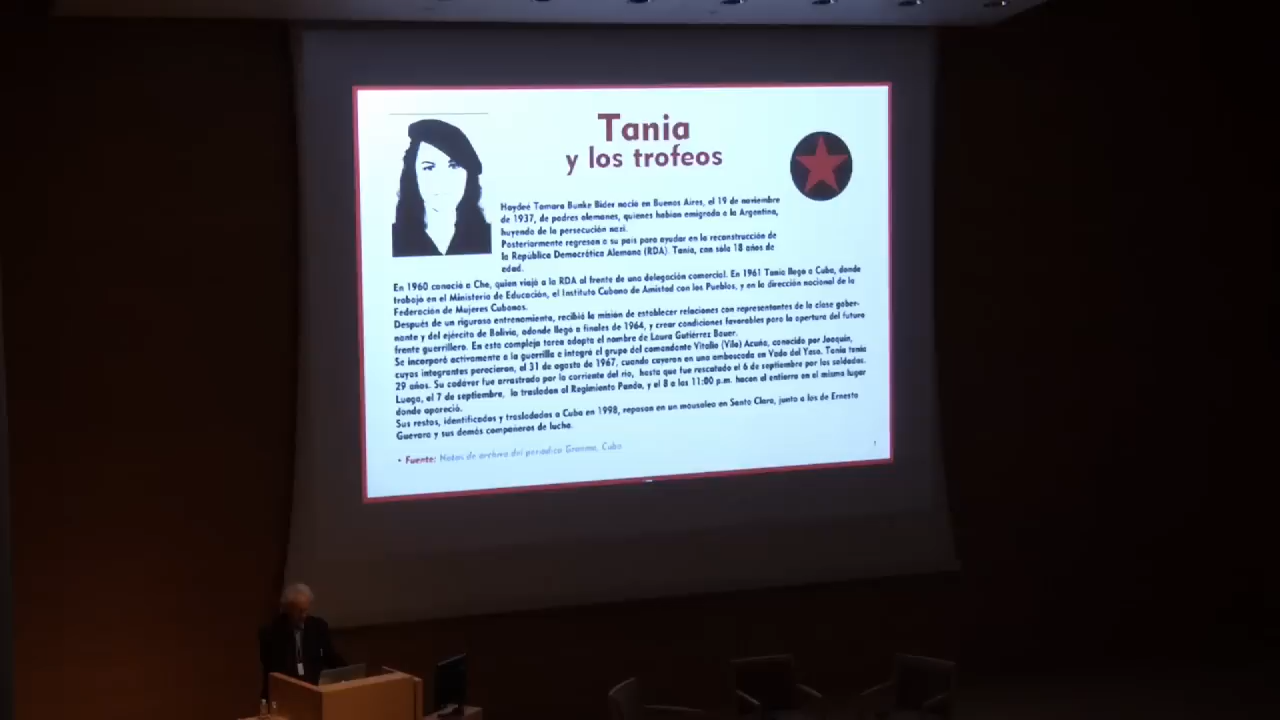 Tania
y los trofeos
Haydeé Tamara Bunke Bider nació en Buenos Aires, el 19 de noviembre
de 1937, de padres alemanes, quienes habían emigrado a la Argentina,
huyendo de la persecución nazi.
Posteriormente regresan a su país para ayudar en la reconstrucción de
la República Democrática Alemana (RDA). Tania, con sólo 18 años de
edad.
En 1960 conoció a Che, quien viajó a la RDA al frente de una delegación comercial. En 1961 Tania llega a Cuba, donde
trabajó en el Ministerio de Educación, el Instituto Cubano de Amistad con los Pueblos, y en la dirección nacional de la
Federación de Mujeres Cubanas.
Después de un riguroso entrenamiento, recibió la misión de establecer relaciones con representantes de la clase gober-
nante y del ejército de Bolivia, adonde llega a finales de 1964, y crear condiciones favorables para la apertura del futuro
frente guerrillero. En esta compleja tarea adopta el nombre de Laura Gutiérrez Bauer.
Se incorporó activamente a la guerrilla e integró el grupo del comandante Vitalio (Vilo) Acuña, conocido por Joaquín,
cuyos integrantes perecieron, el 31 de agosto de 1967, cuando cayeron en una emboscada en Vado del Yeso. Tania tenía
29 años. Su cadáver fue arrastrado por la corriente del río, hasta que fue rescatado el 6 de septiembre por los soldados.
Luego, el 7 de septiembre, la trasladan al Regimiento Pando, y el 8 a las 11:00 p.m. hacen el entierro en el mismo lugar
donde apareció.
Sus restos, identificados y trasladados a Cuba en 1998, reposan en un mausoleo en Santa Clara, junto a los de Ernesto
Guevara y sus demás compañeros de lucha.
• Fuente: Notas de archivo del periódico Granma, Cuba